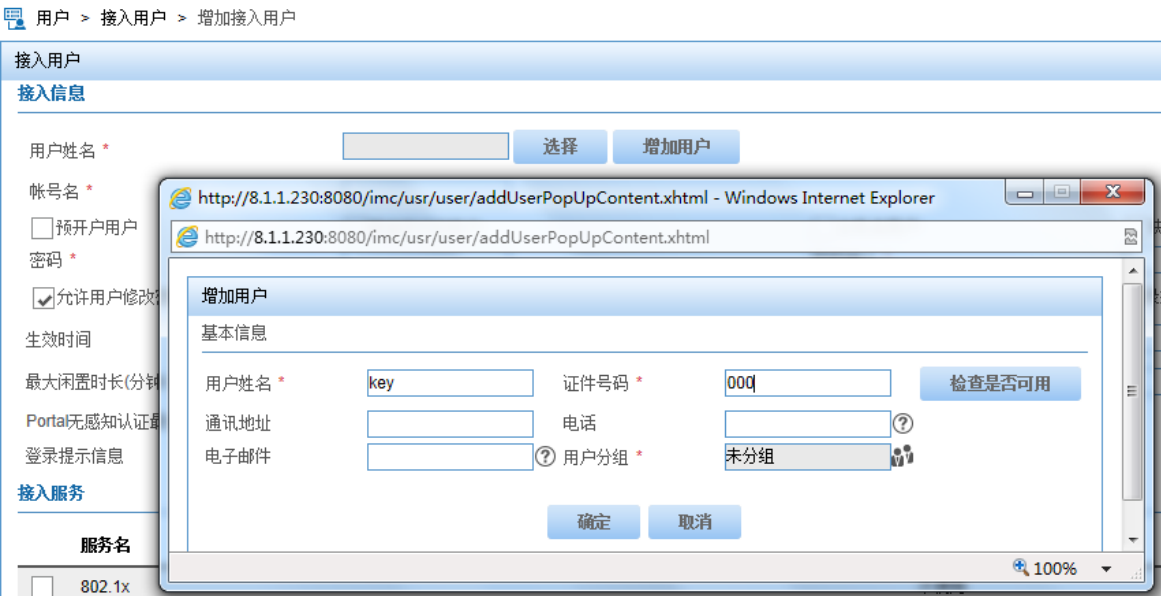 用户 > 接入用户 > 增加接入用户
接入用户
接入信息
用户姓名 * 选择 增加用户
帐号名 *
预开户用户
密码 *
允许用户修改
生效时间
最大闲置时长(分钟
Portal无感知认证最
登录提示信息
接入服务
服务名
802.1x
http://8.1.1.230:8080/imc/usr/user/addUserPopUpContent.xhtml - Windows Internet Explorer
http://8.1.1.230:8080/imc/usr/user/addUserPopUpContent.xhtml
增加用户
基本信息
用户姓名 * key 证件号码 * 000 检查是否可用
通讯地址 电话
电子邮件 用户分组 * 未分组
确定 取消
100%